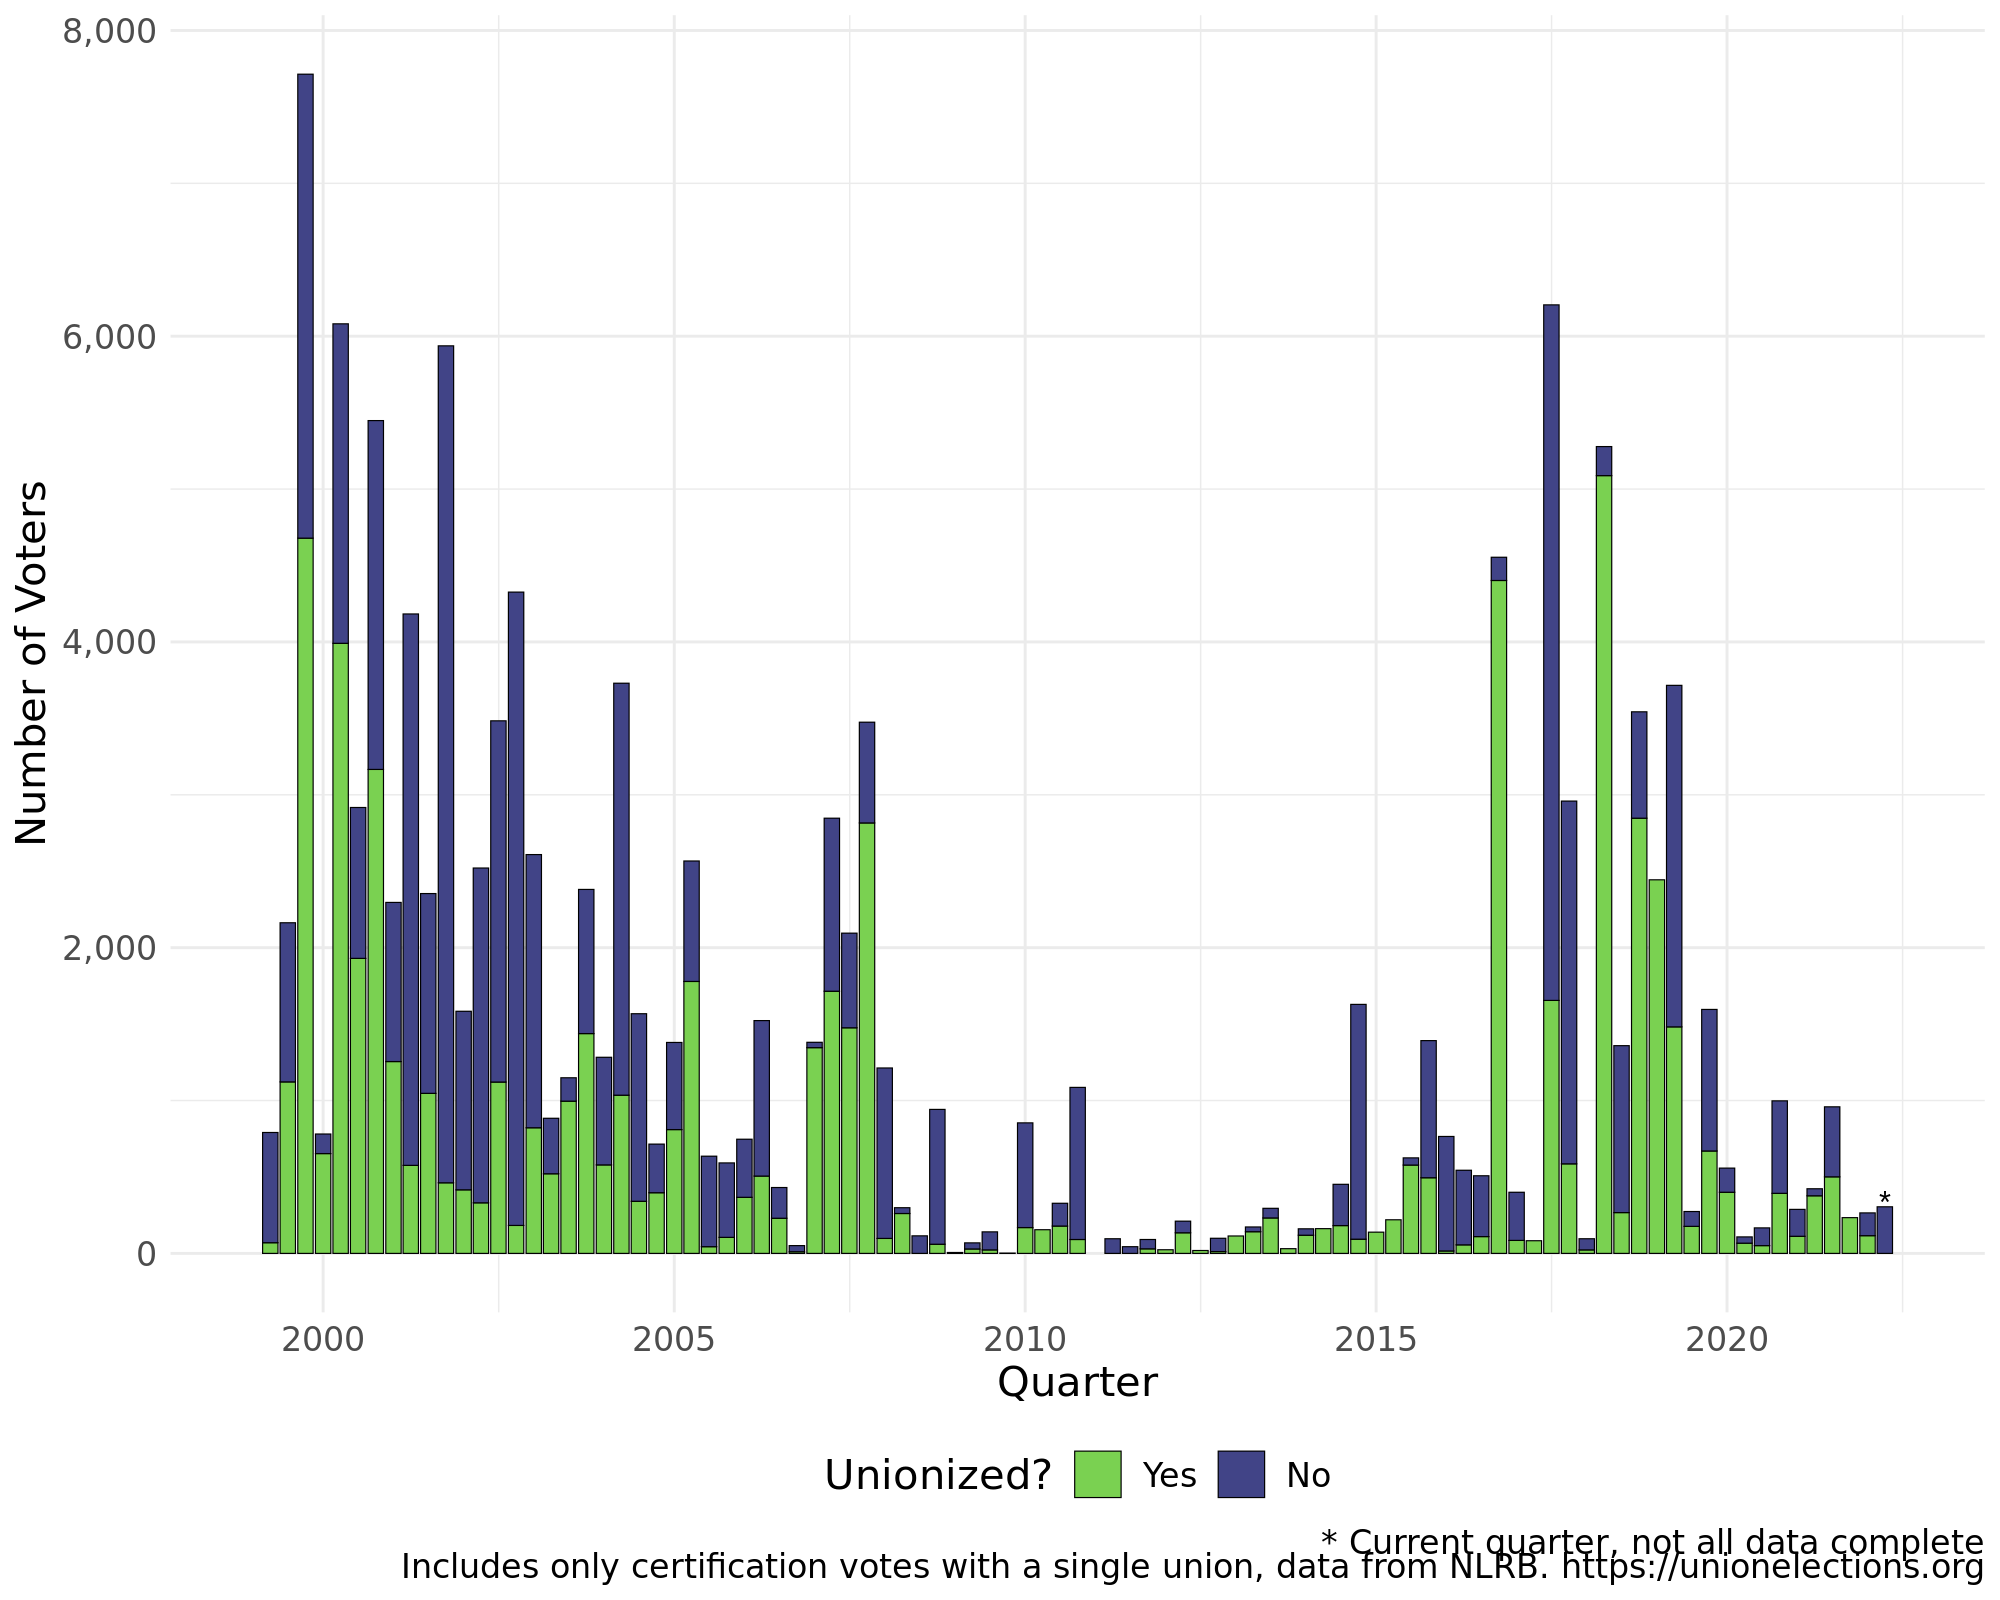 8,000
6,000
4,000
2,000
0
Number of Voters
*
2000 2005 2010 2015 2020
Quarter
Unionized? Yes No
* Current quarter, not all data complete
Includes only certification votes with a single union, data from NLRB. https://unionelections.org